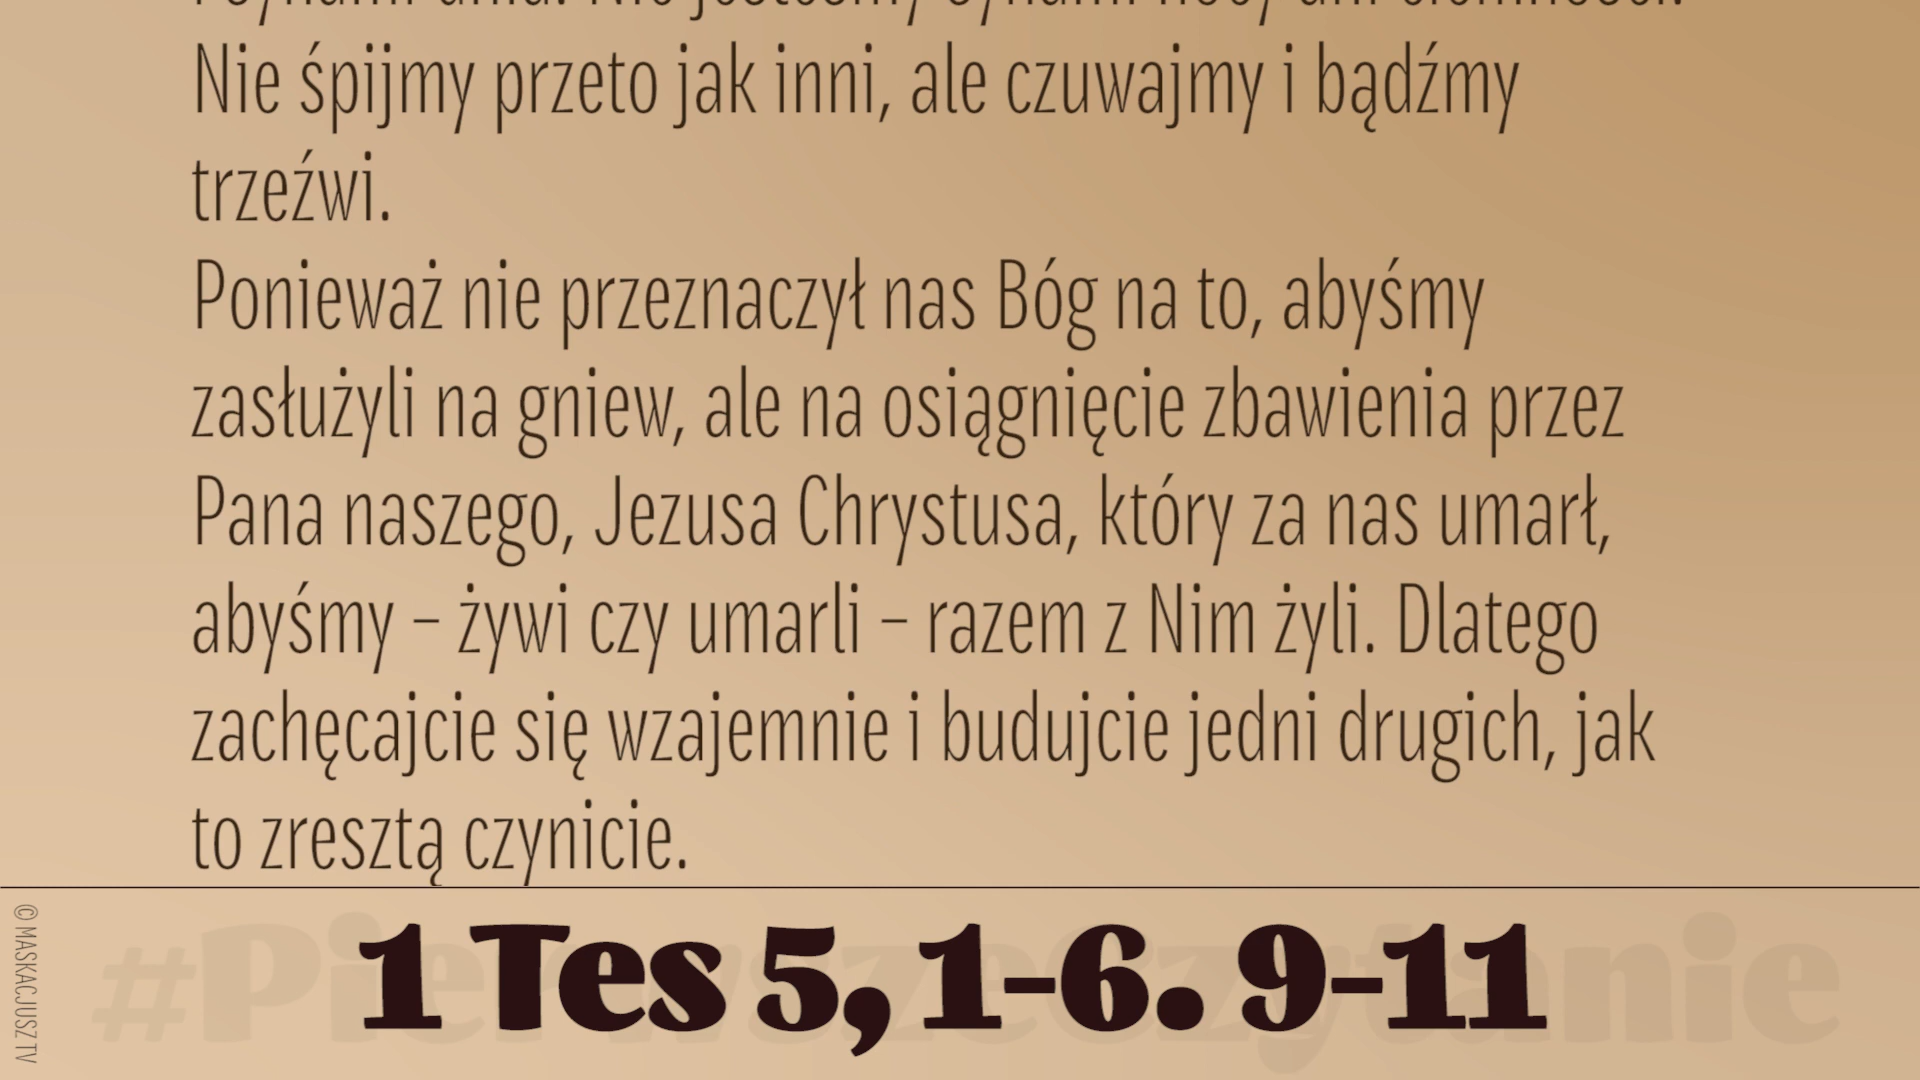 Nie śpijmy przeto jak inni, ale czuwajmy i bądźmy
trzeźwi.
Ponieważ nie przeznaczył nas Bóg na to, abyśmy
zasłużyli na gniew, ale na osiągnięcie zbawienia przez
Pana naszego, Jezusa Chrystusa, który za nas umarł,
abyśmy – żywi czy umarli – razem z Nim żyli. Dlatego
zachęcajcie się wzajemnie i budujcie jedni drugich, jak
to zresztą czynicie.
#PierwszeCzytanie
1 Tes 5, 1-6. 9-11
© MASKACJUSZ TV